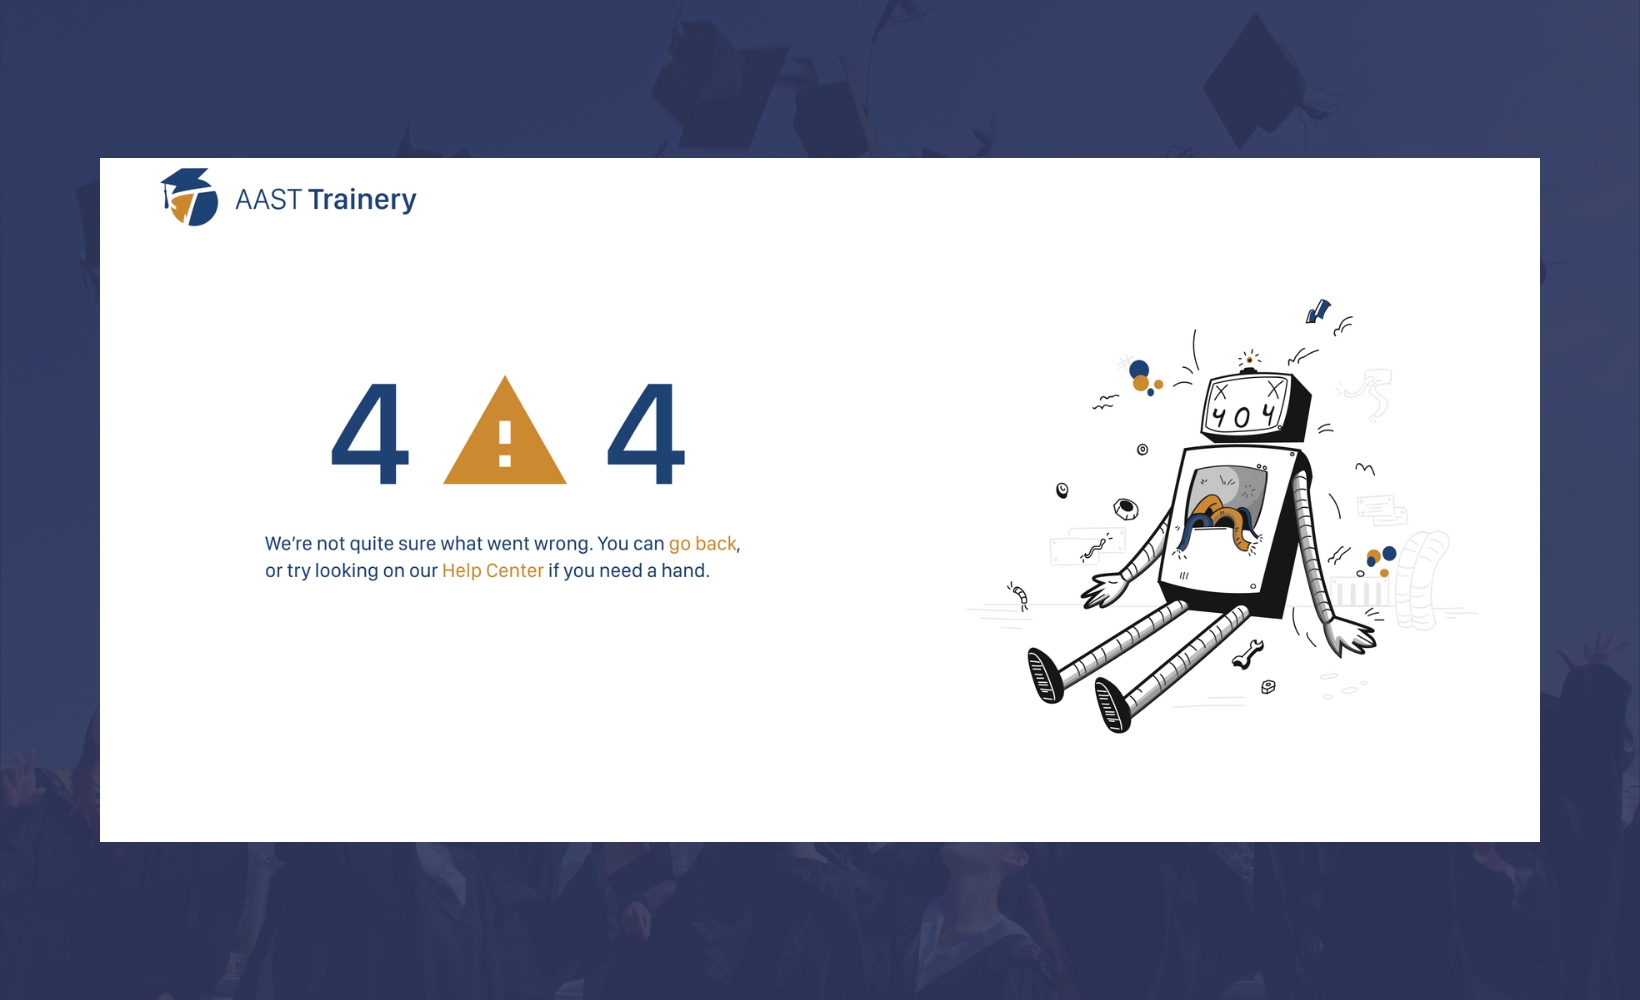 AAST Trainery
4 ! 4
We're not quite sure what went wrong. You can go back,
or try looking on our Help Center if you need a hand.
404